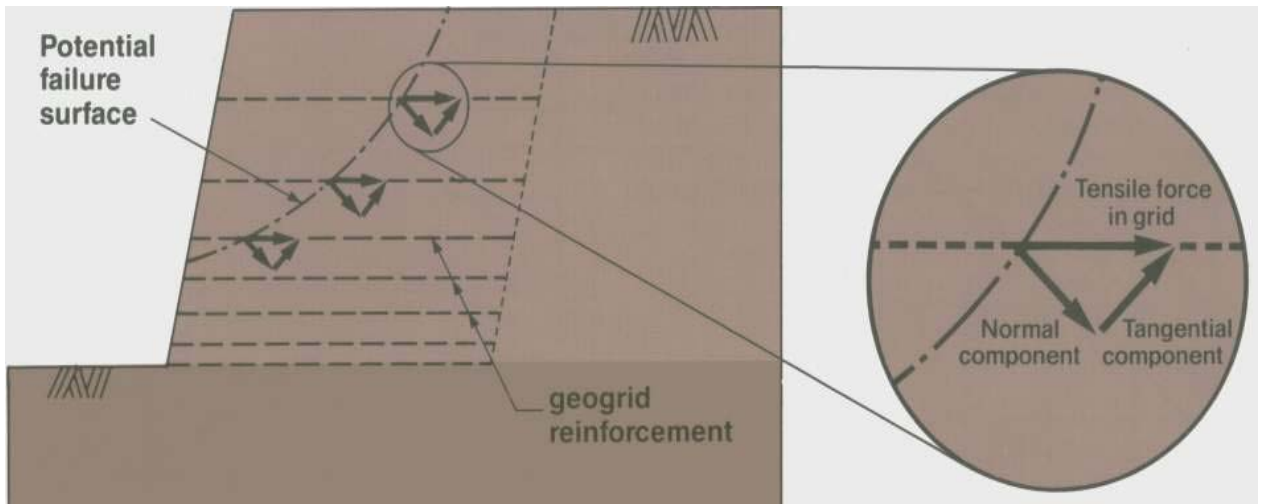 Potential
failure
surface
geogrid
reinforcement
Tensile force
in grid
Normal
component
Tangential
component